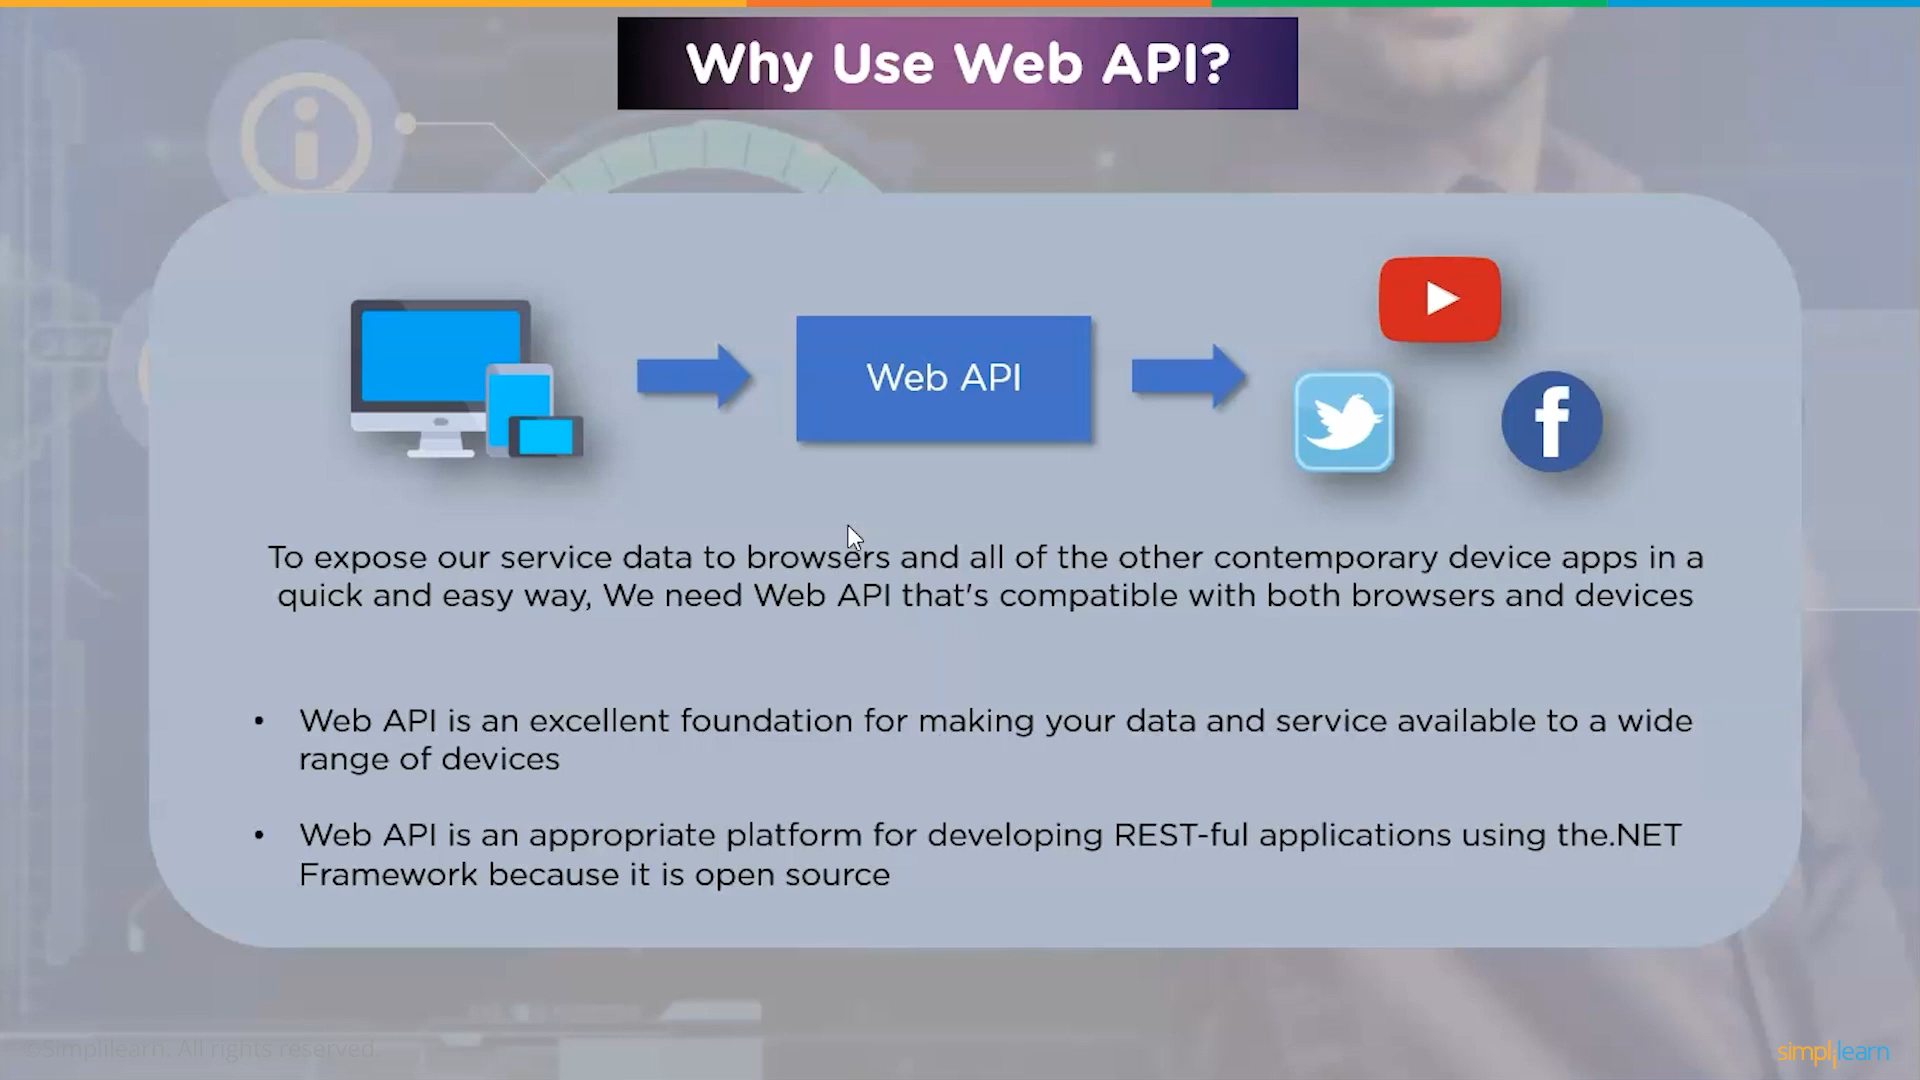 Why Use Web API?
Web API
To expose our service data to browsers and all of the other contemporary device apps in a
quick and easy way, We need Web API that's compatible with both browsers and devices
• Web API is an excellent foundation for making your data and service available to a wide
range of devices
• Web API is an appropriate platform for developing REST-ful applications using the.NET
Framework because it is open source
©Simplilearn. All rights reserved.
simplilearn